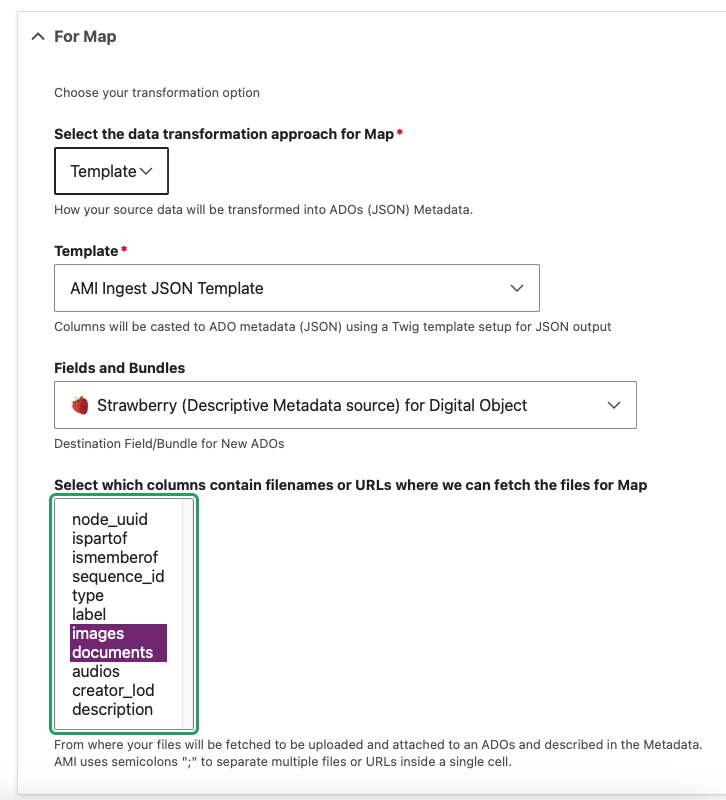 For Map
Choose your transformation option
Select the data transformation approach for Map*
Template
How your source data will be transformed into ADOs (JSON) Metadata.
Template*
AMI Ingest JSON Template
Columns will be casted to ADO metadata (JSON) using a Twig template setup for JSON output
Fields and Bundles
🍓 Strawberry (Descriptive Metadata source) for Digital Object
Destination Field/Bundle for New ADOs
Select which columns contain filenames or URLs where we can fetch the files for Map
node_uuid
ispartof
ismemberof
sequence_id
type
label
images
documents
audios
creator_lod
description
From where your files will be fetched to be uploaded and attached to an ADOs and described in the Metadata.
AMI uses semicolons ";" to separate multiple files or URLs inside a single cell.